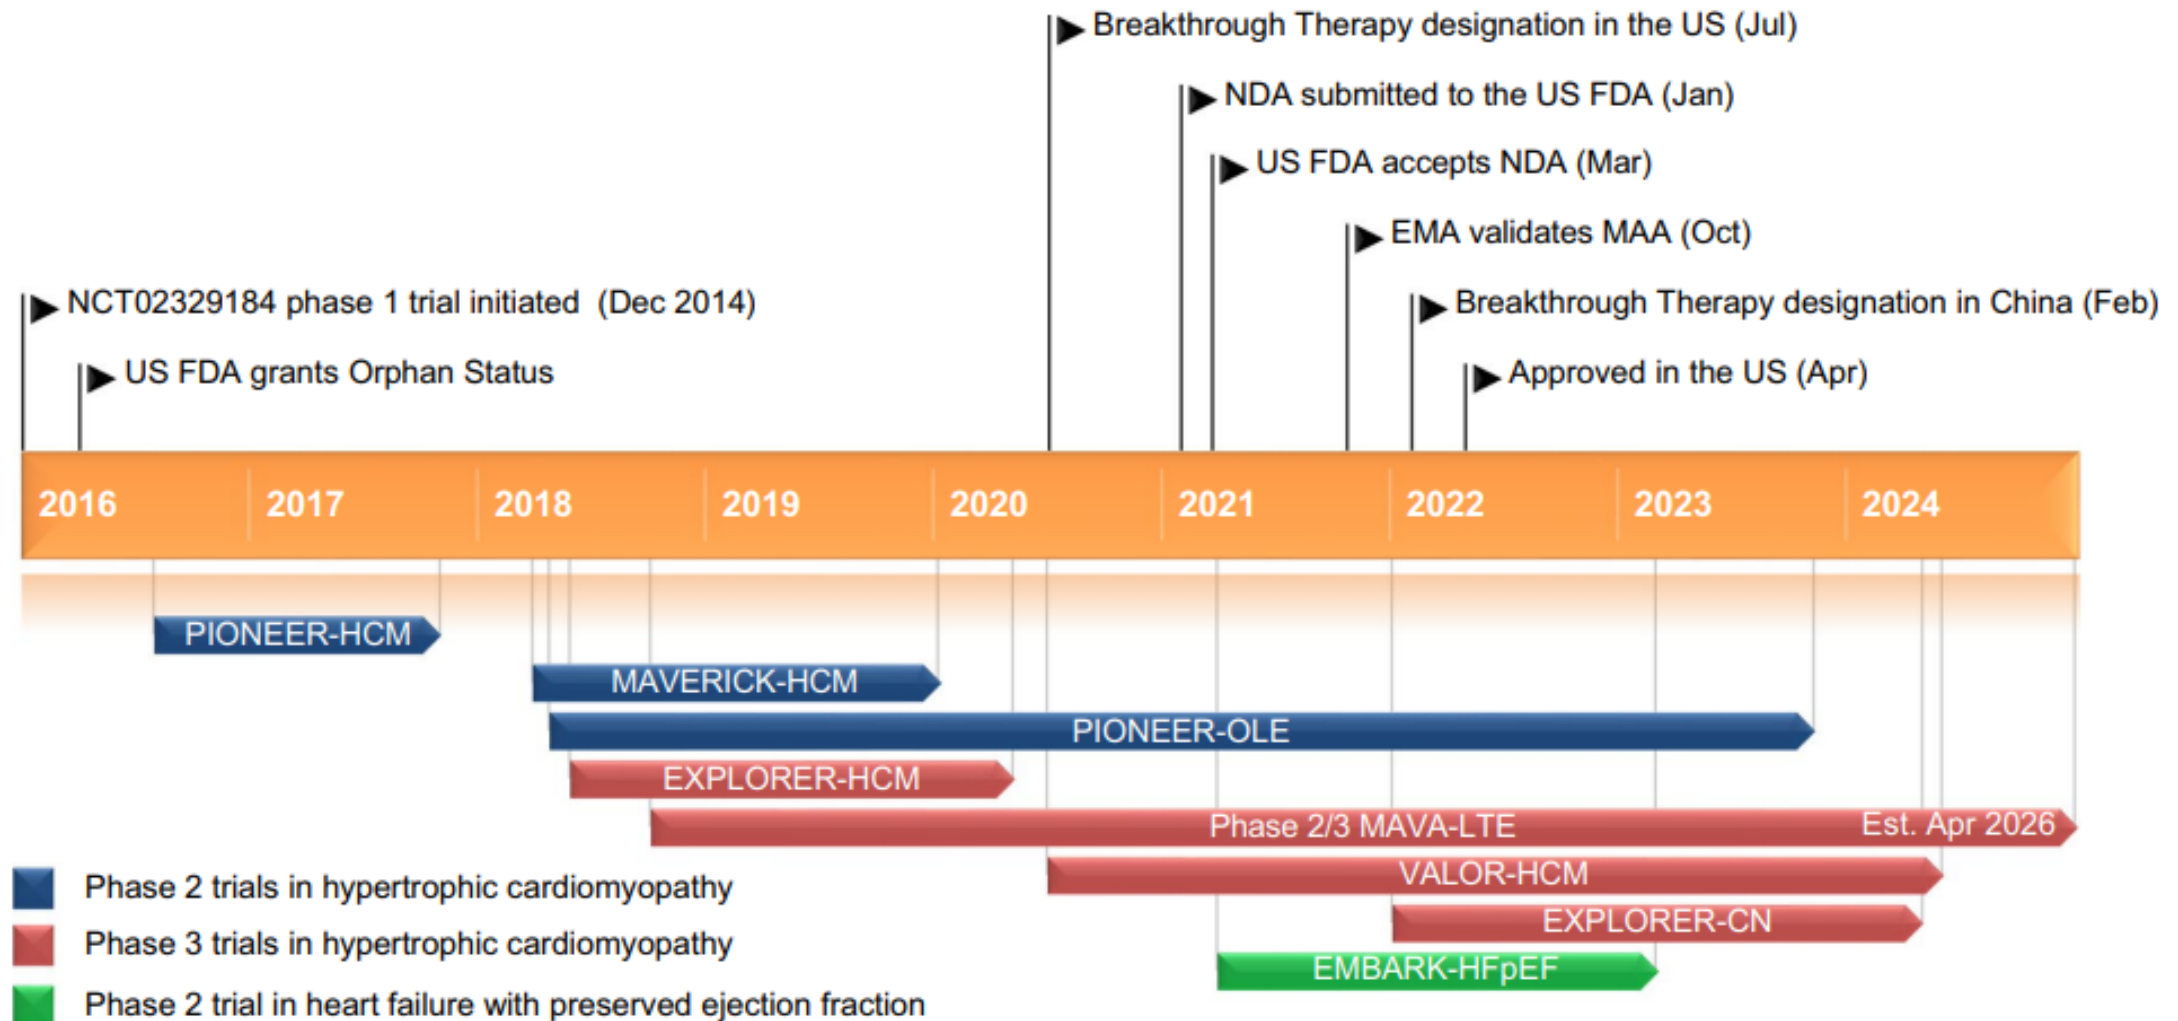 Breakthrough Therapy designation in the US (Jul)
NDA submitted to the US FDA (Jan)
US FDA accepts NDA (Mar)
EMA validates MAA (Oct)
NCT02329184 phase 1 trial initiated (Dec 2014)
Breakthrough Therapy designation in China (Feb)
US FDA grants Orphan Status
Approved in the US (Apr)
2016 2017 2018 2019 2020 2021 2022 2023 2024
PIONEER-HCM
MAVERICK-HCM
PIONEER-OLE
EXPLORER-HCM
Phase 2/3 MAVA-LTE Est. Apr 2026
VALOR-HCM
EXPLORER-CN
EMBARK-HFpEF
Phase 2 trials in hypertrophic cardiomyopathy
Phase 3 trials in hypertrophic cardiomyopathy
Phase 2 trial in heart failure with preserved ejection fraction